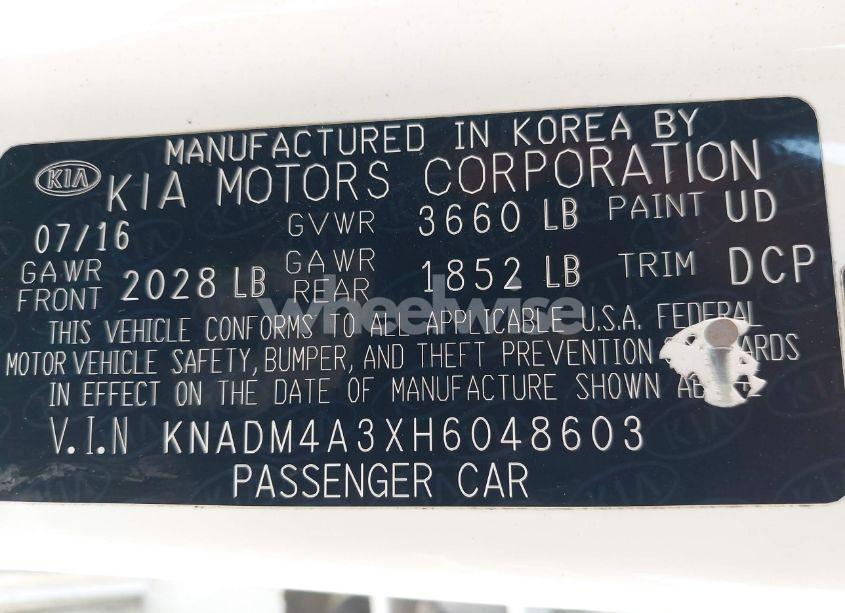 MANUFACTURED IN KOREA BY
KIA KIA MOTORS CORPORATION
07/16 GVWR 3660 LB PAINT UD
GAWR FRONT 2028 LB GAWR REAR 1852 LB TRIM DCP
wheelwise
THIS VEHICLE CONFORMS TO ALL APPLICABLE U.S.A. FEDERAL
MOTOR VEHICLE SAFETY, BUMPER, AND THEFT PREVENTION ARDS
IN EFFECT ON THE DATE OF MANUFACTURE SHOWN
V.I.N KNADM4A3XH6048603
PASSENGER CAR